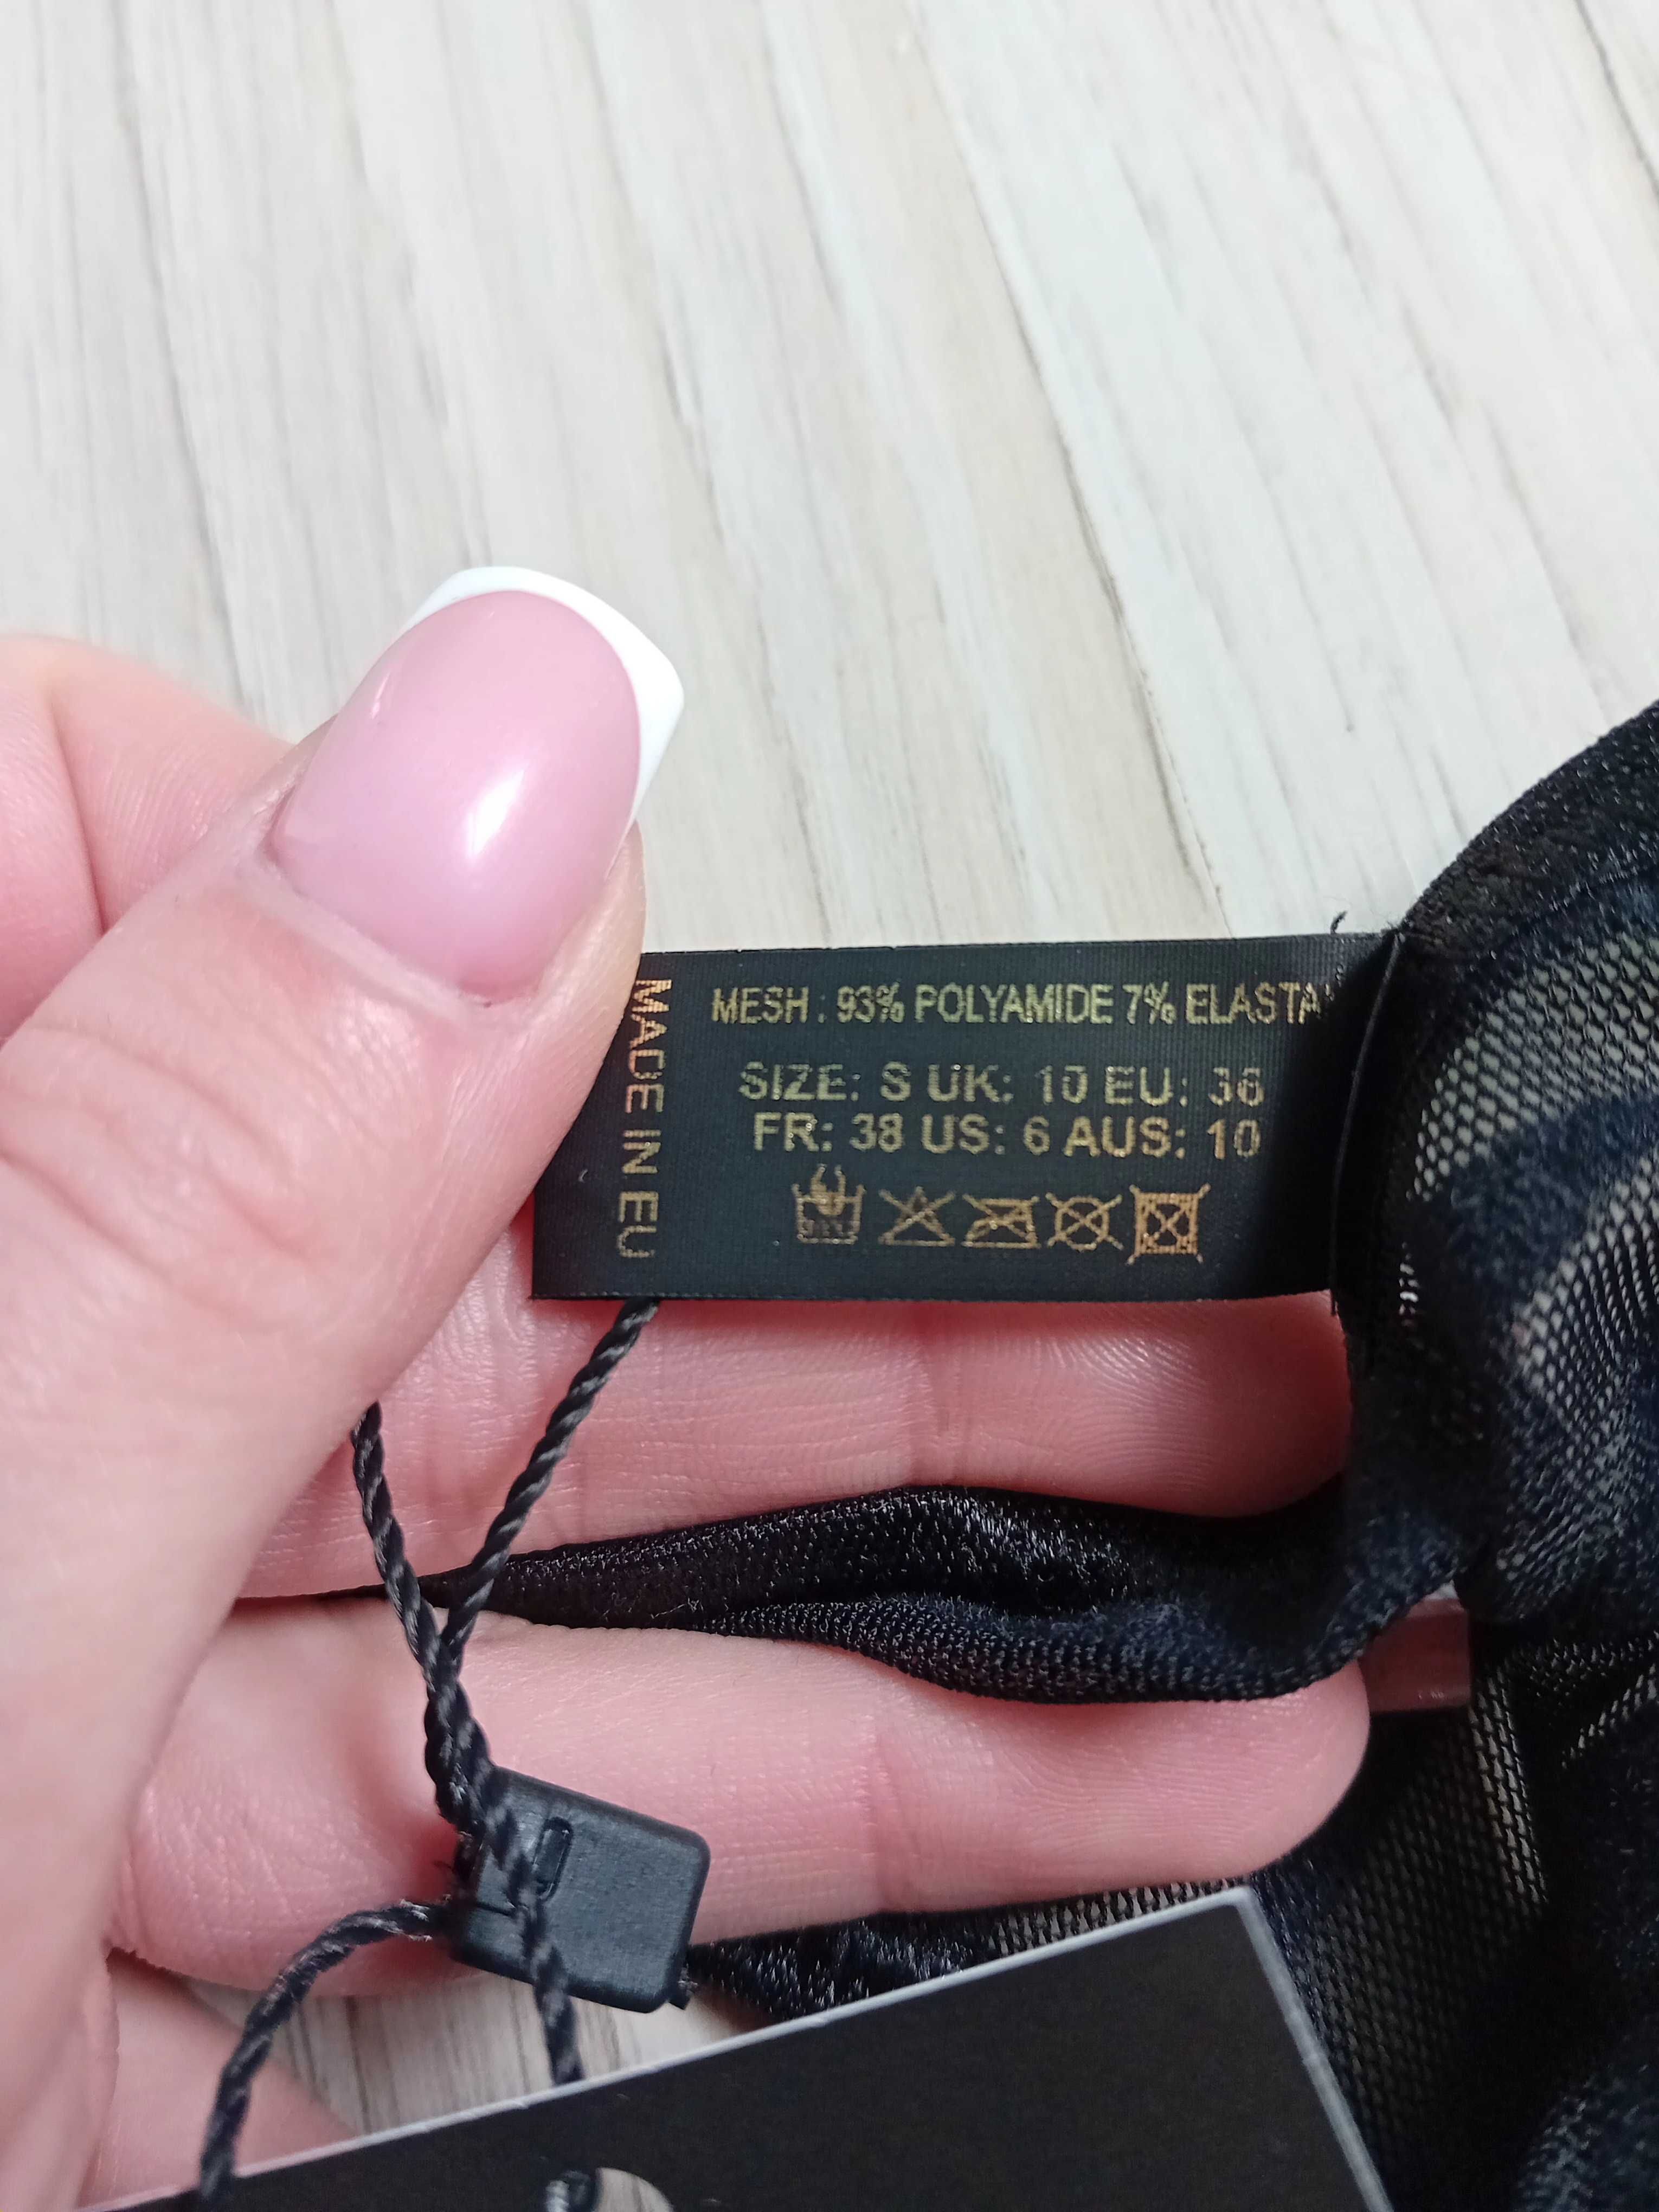 MESH : 93% POLYAMIDE 7% ELASTA
SIZE: S UK: 10 EU: 36
FR: 38 US: 6 AUS: 10
MADE IN EU